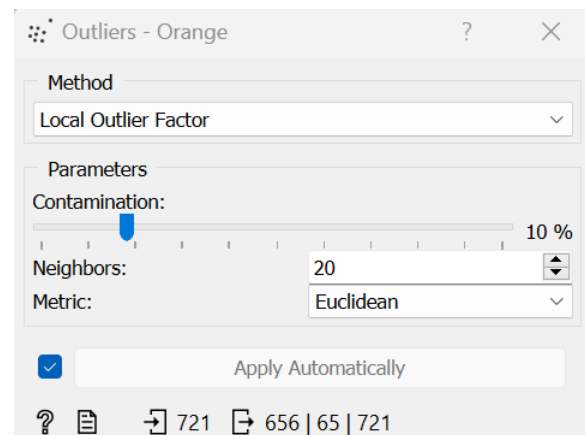 Outliers - Orange ?
Method
Local Outlier Factor
Parameters
Contamination:
10 %
Neighbors: 20
Metric: Euclidean
Apply Automatically
? 721 656 | 65 | 721